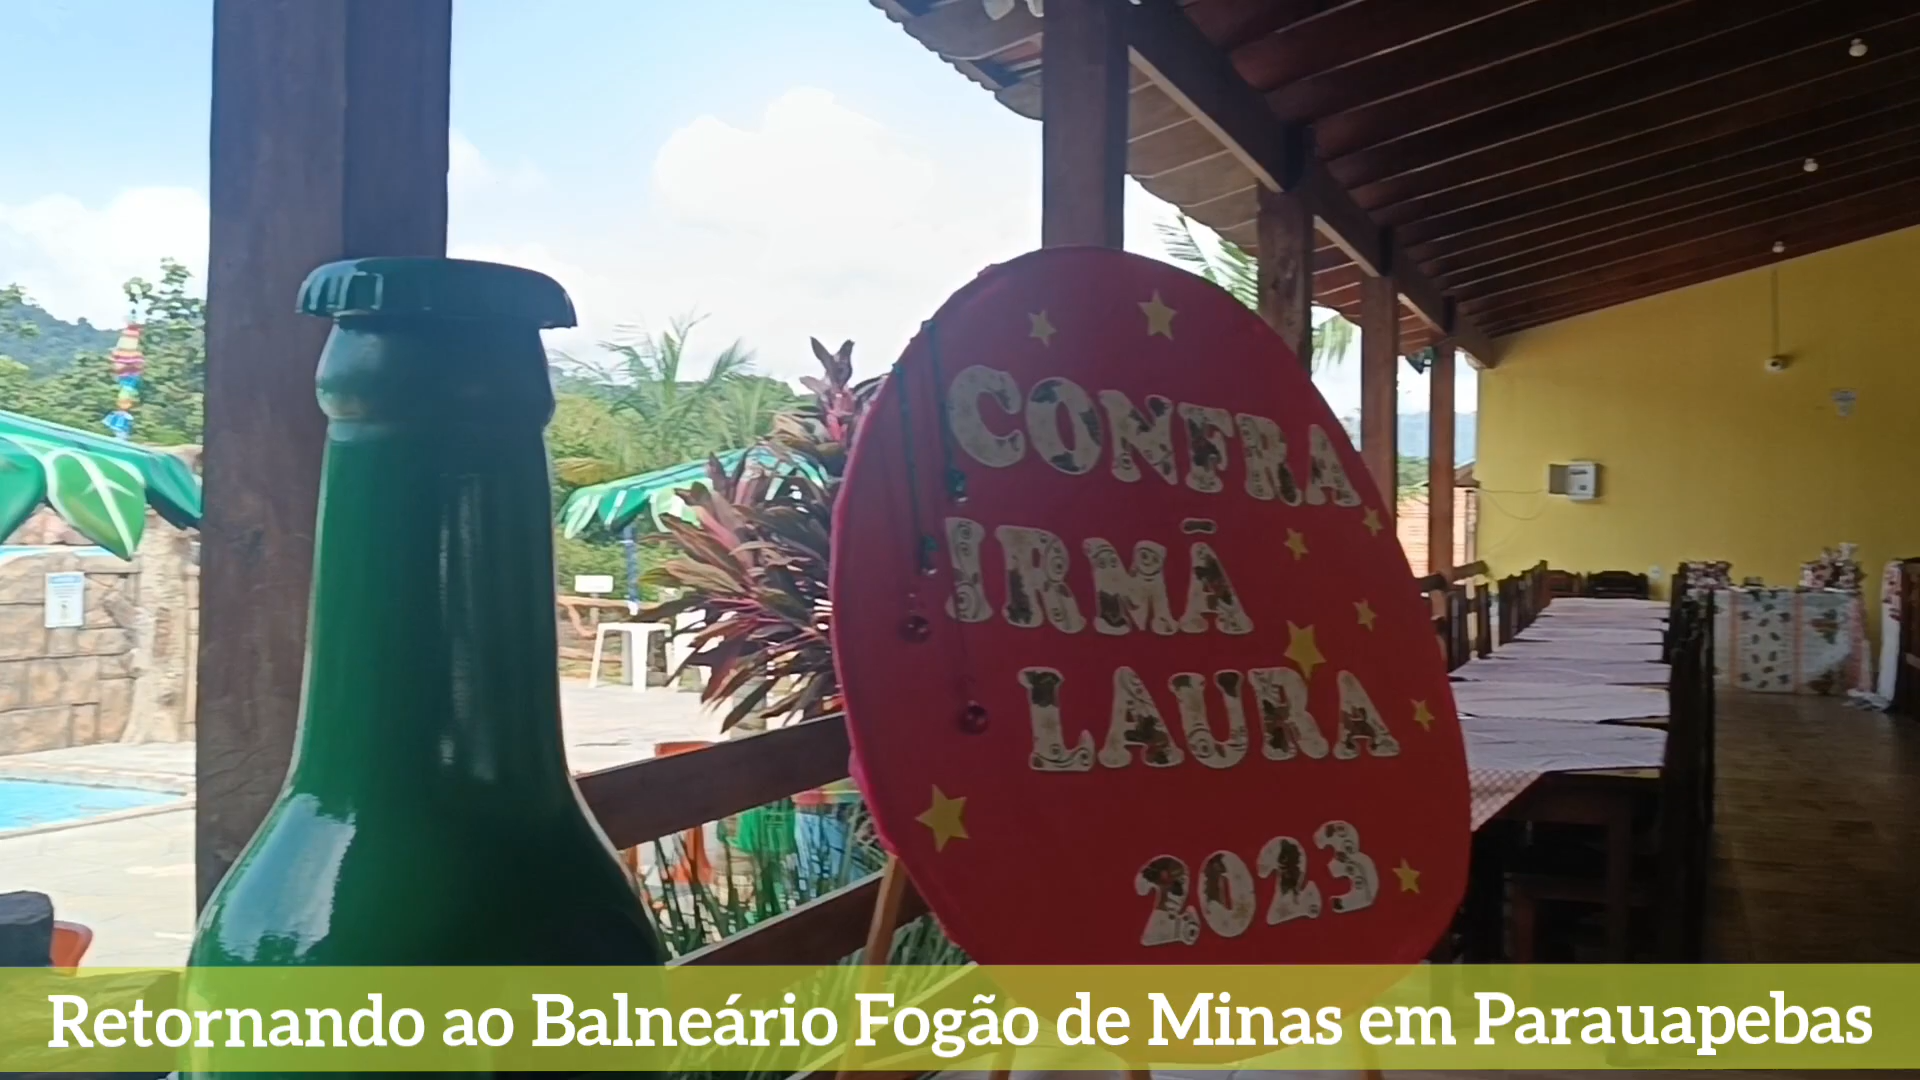 CONFRA
IRMÃ
LAURA
2023
Retornando ao Balneário Fogão de Minas em Parauapebas